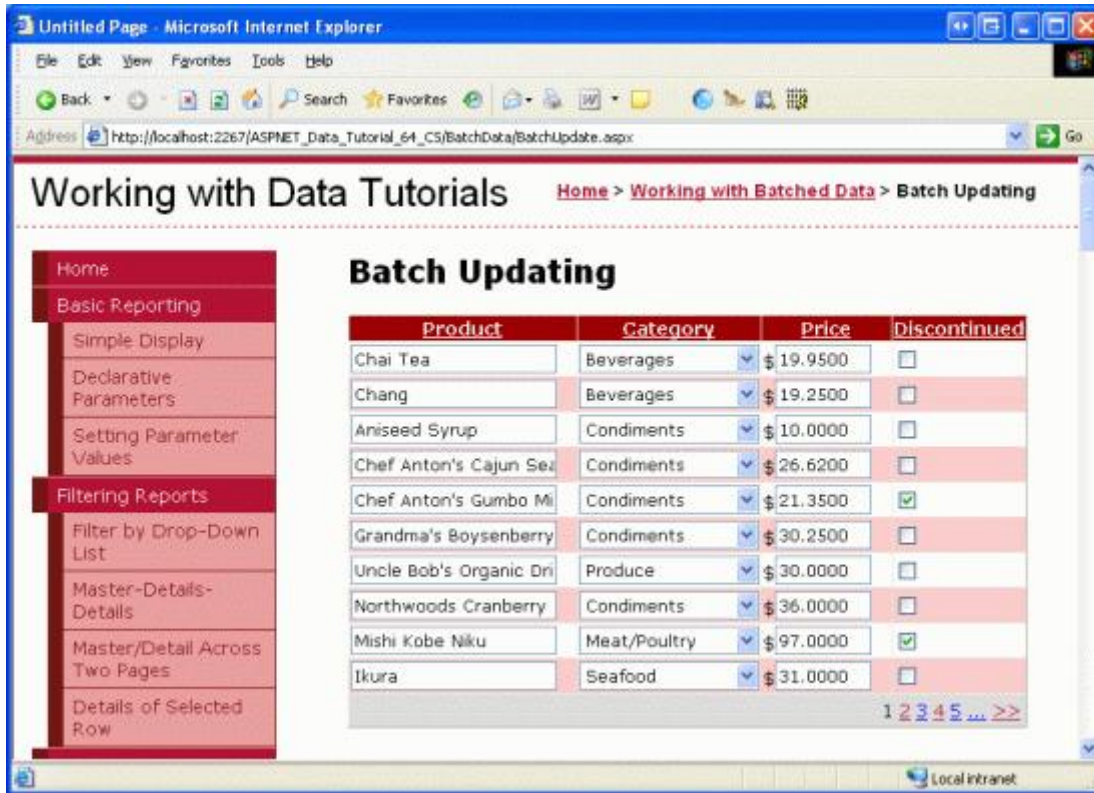 Untitled Page - Microsoft Internet Explorer
File Edit View Favorites Tools Help
Back Search Favorites
Address http://localhost:2267/ASPNET_Data_Tutorial_64_CS/BatchData/BatchUpdate.aspx Go
Working with Data Tutorials
Home > Working with Batched Data > Batch Updating
Home
Basic Reporting
Simple Display
Declarative
Parameters
Setting Parameter
Values
Filtering Reports
Filter by Drop-Down
List
Master-Details-
Details
Master/Detail Across
Two Pages
Details of Selected
Row
Batch Updating
Product Category Price Discontinued
Chai Tea Beverages $ 19.9500
Chang Beverages $ 19.2500
Aniseed Syrup Condiments $ 10.0000
Chef Anton's Cajun Sea Condiments $ 26.6200
Chef Anton's Gumbo Mi Condiments $ 21.3500
Grandma's Boysenberry Condiments $ 30.2500
Uncle Bob's Organic Dri Produce $ 30.0000
Northwoods Cranberry Condiments $ 36.0000
Mishi Kobe Niku Meat/Poultry $ 97.0000
Ikura Seafood $ 31.0000
1 2 3 4 5 ... >>
Local intranet